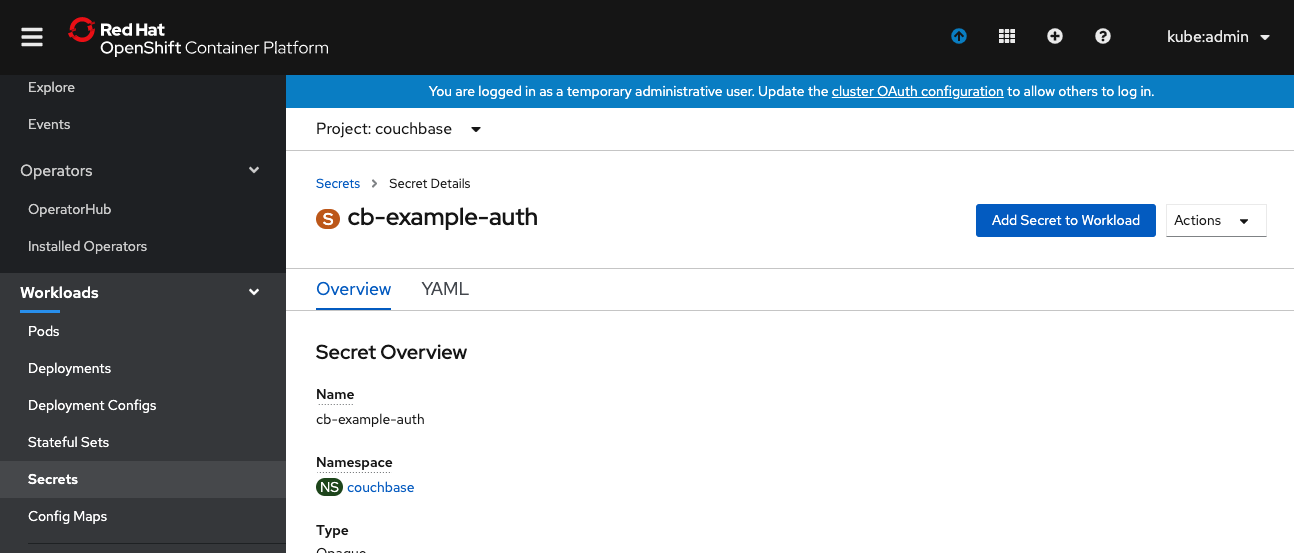 Red Hat
OpenShift Container Platform
kube:admin
Explore
Events
Operators
OperatorHub
Installed Operators
Workloads
Pods
Deployments
Deployment Configs
Stateful Sets
Secrets
Config Maps
You are logged in as a temporary administrative user. Update the cluster OAuth configuration to allow others to log in.
Project: couchbase
Secrets > Secret Details
S cb-example-auth
Add Secret to Workload
Actions
Overview YAML
Secret Overview
Name
cb-example-auth
Namespace
NS couchbase
Type
Opaque